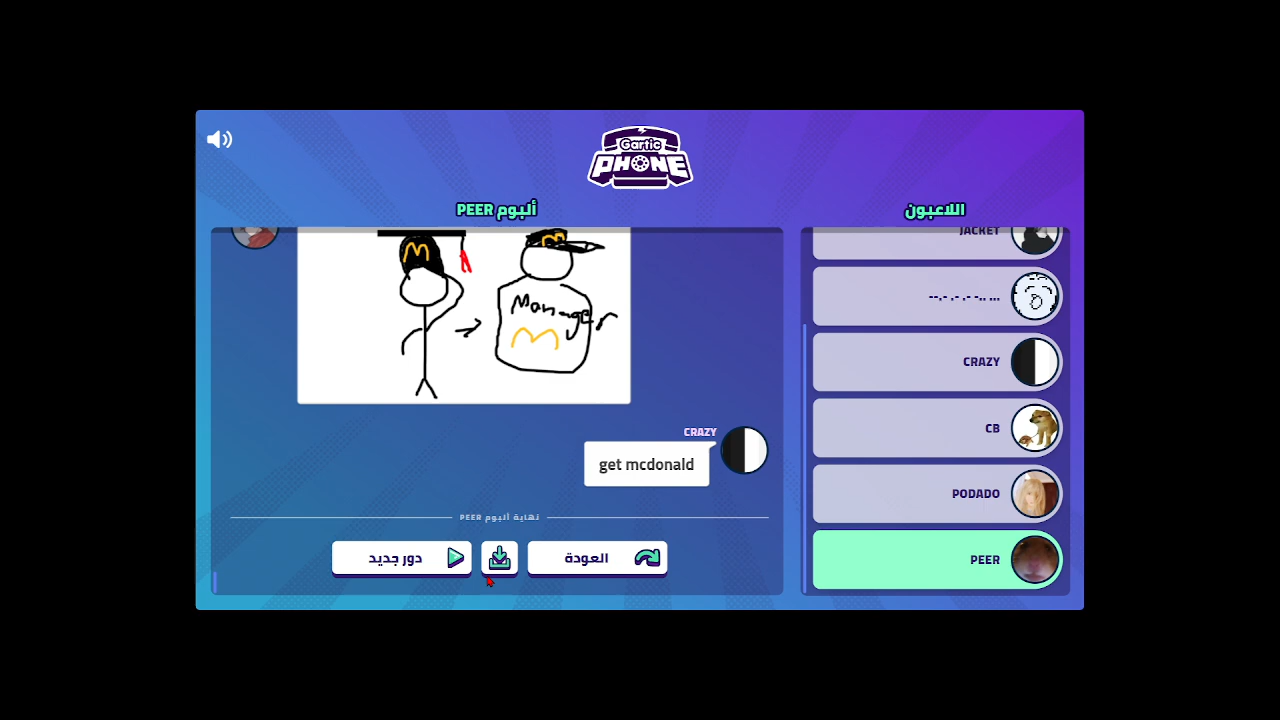 Gartic
PHONE
ألبوم PEER
Manager
CRAZY
get mcdonald
نهاية ألبوم PEER
دور جديد
العودة
اللاعبون
JACKET
--.- .- .- -.. ...
CRAZY
CB
PODADO
PEER